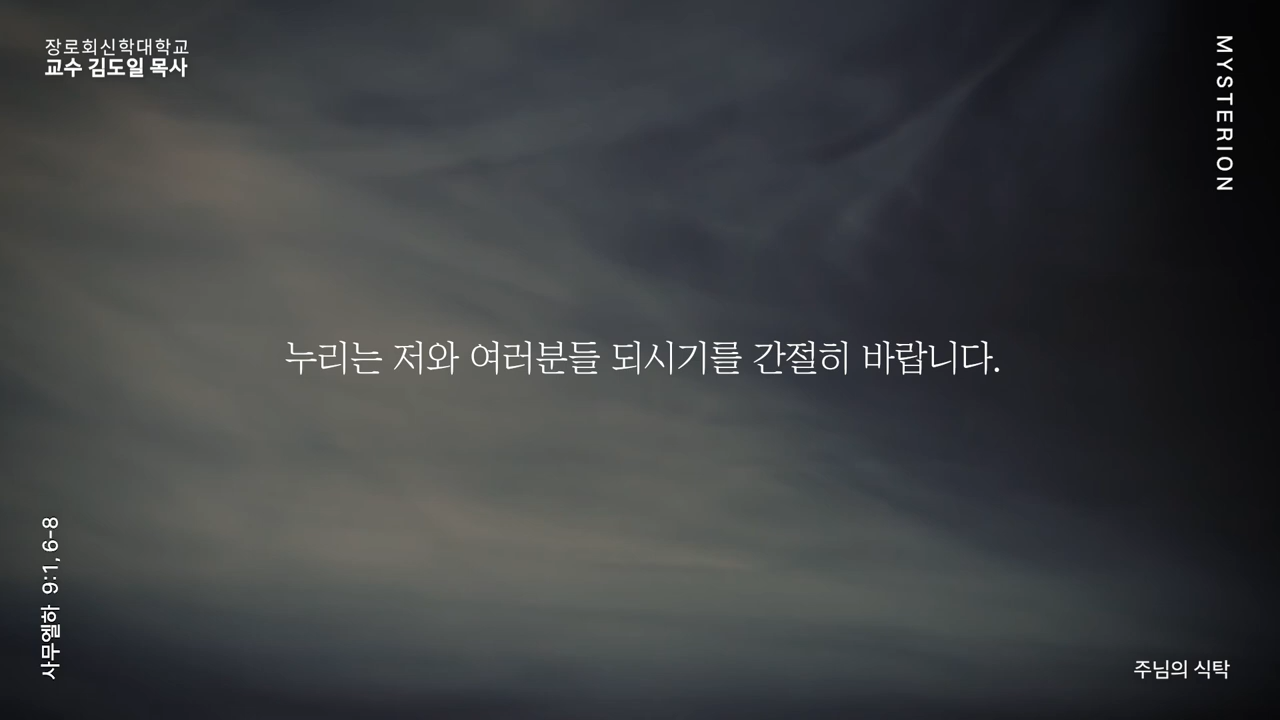 장로회신학대학교
교수 김도일 목사
MYSTERION
누리는 저와 여러분들 되시기를 간절히 바랍니다.
사무엘하 9:1, 6-8
주님의 식탁